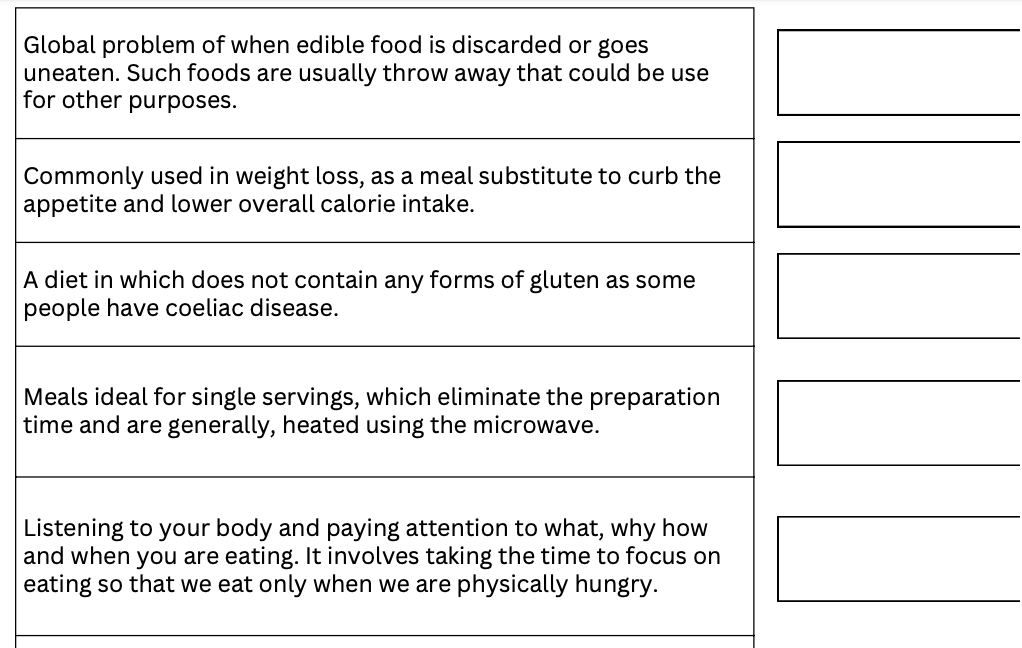 Global problem of when edible food is discarded or goes
uneaten. Such foods are usually throw away that could be use
for other purposes.
Commonly used in weight loss, as a meal substitute to curb the
appetite and lower overall calorie intake.
A diet in which does not contain any forms of gluten as some
people have coeliac disease.
Meals ideal for single servings, which eliminate the preparation
time and are generally, heated using the microwave.
Listening to your body and paying attention to what, why how
and when you are eating. It involves taking the time to focus on
eating so that we eat only when we are physically hungry.